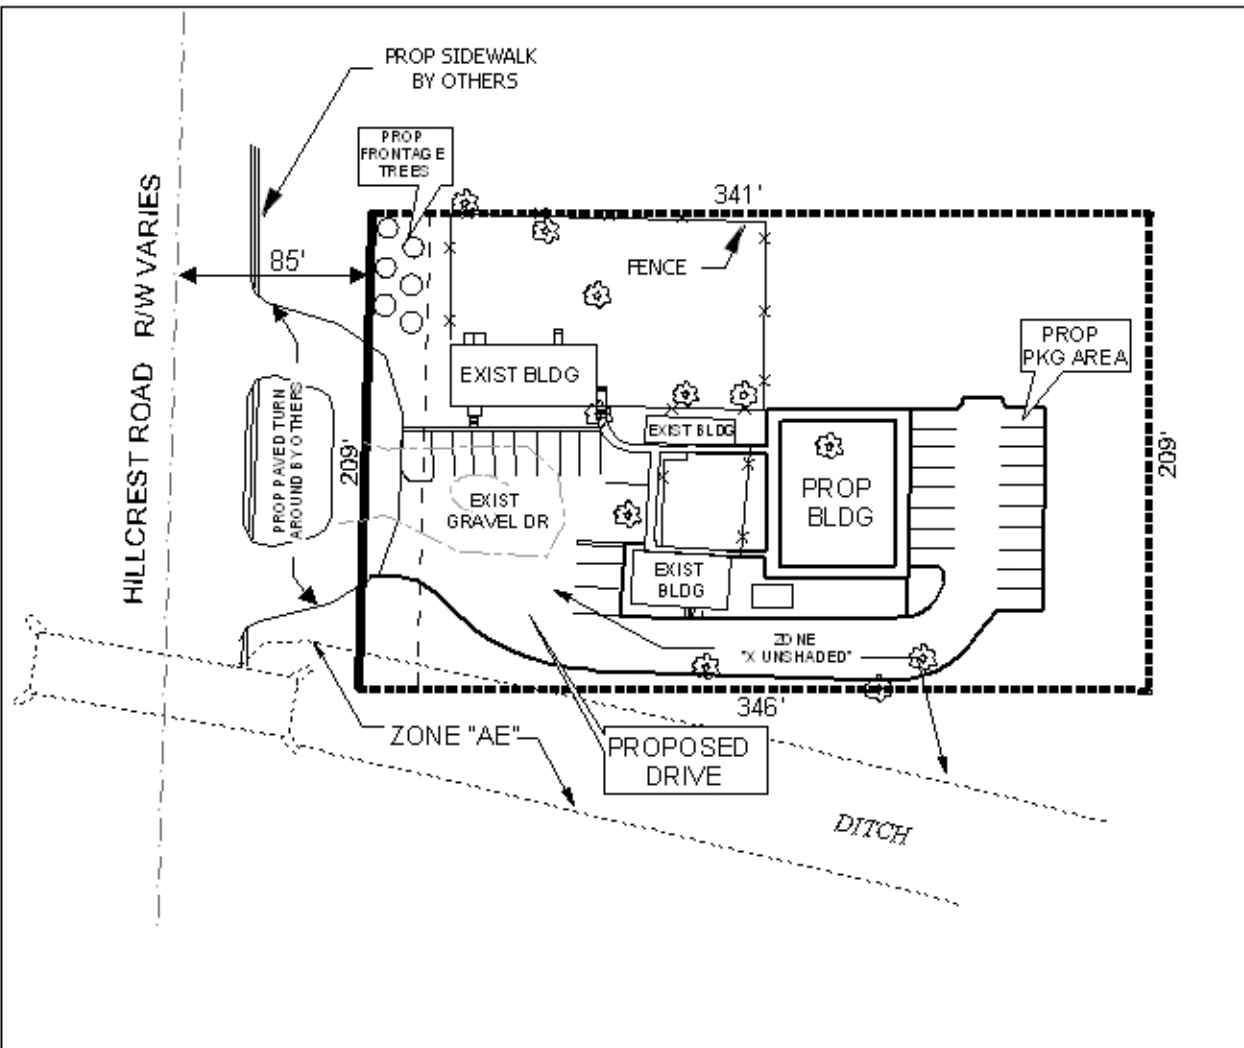 PROP SIDEWALK
BY OTHERS
PROP
FRONTAGE
TREES
341'
HILLCREST ROAD R/W VARIES
85'
FENCE
PROP
PKG AREA
EXIST BLDG
EXIST BLDG
PROP PAVED TURN
AROUND BY OTHERS
209'
209'
EXIST
GRAVEL DR
PROP
BLDG
EXIST
BLDG
ZONE
"X UNSHADED"
346'
ZONE "AE"
PROPOSED
DRIVE
DITCH